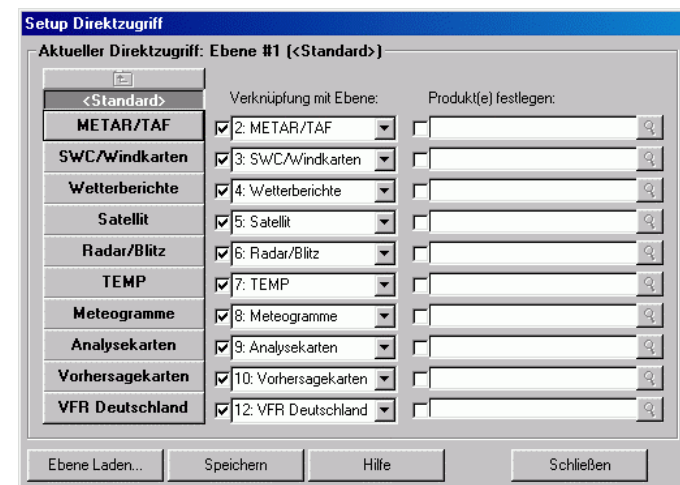 Setup Direktzugriff
Aktueller Direktzugriff: Ebene #1 (<Standard>)
<Standard> Verknüpfung mit Ebene: Produkt(e) festlegen:
METAR/TAF 2: METAR/TAF
SWC/Windkarten 3: SWC/Windkarten
Wetterberichte 4: Wetterberichte
Satellit 5: Satellit
Radar/Blitz 6: Radar/Blitz
TEMP 7: TEMP
Meteogramme 8: Meteogramme
Analysekarten 9: Analysekarten
Vorhersagekarten 10: Vorhersagekarten
VFR Deutschland 12: VFR Deutschland
Ebene Laden... Speichern Hilfe Schließen